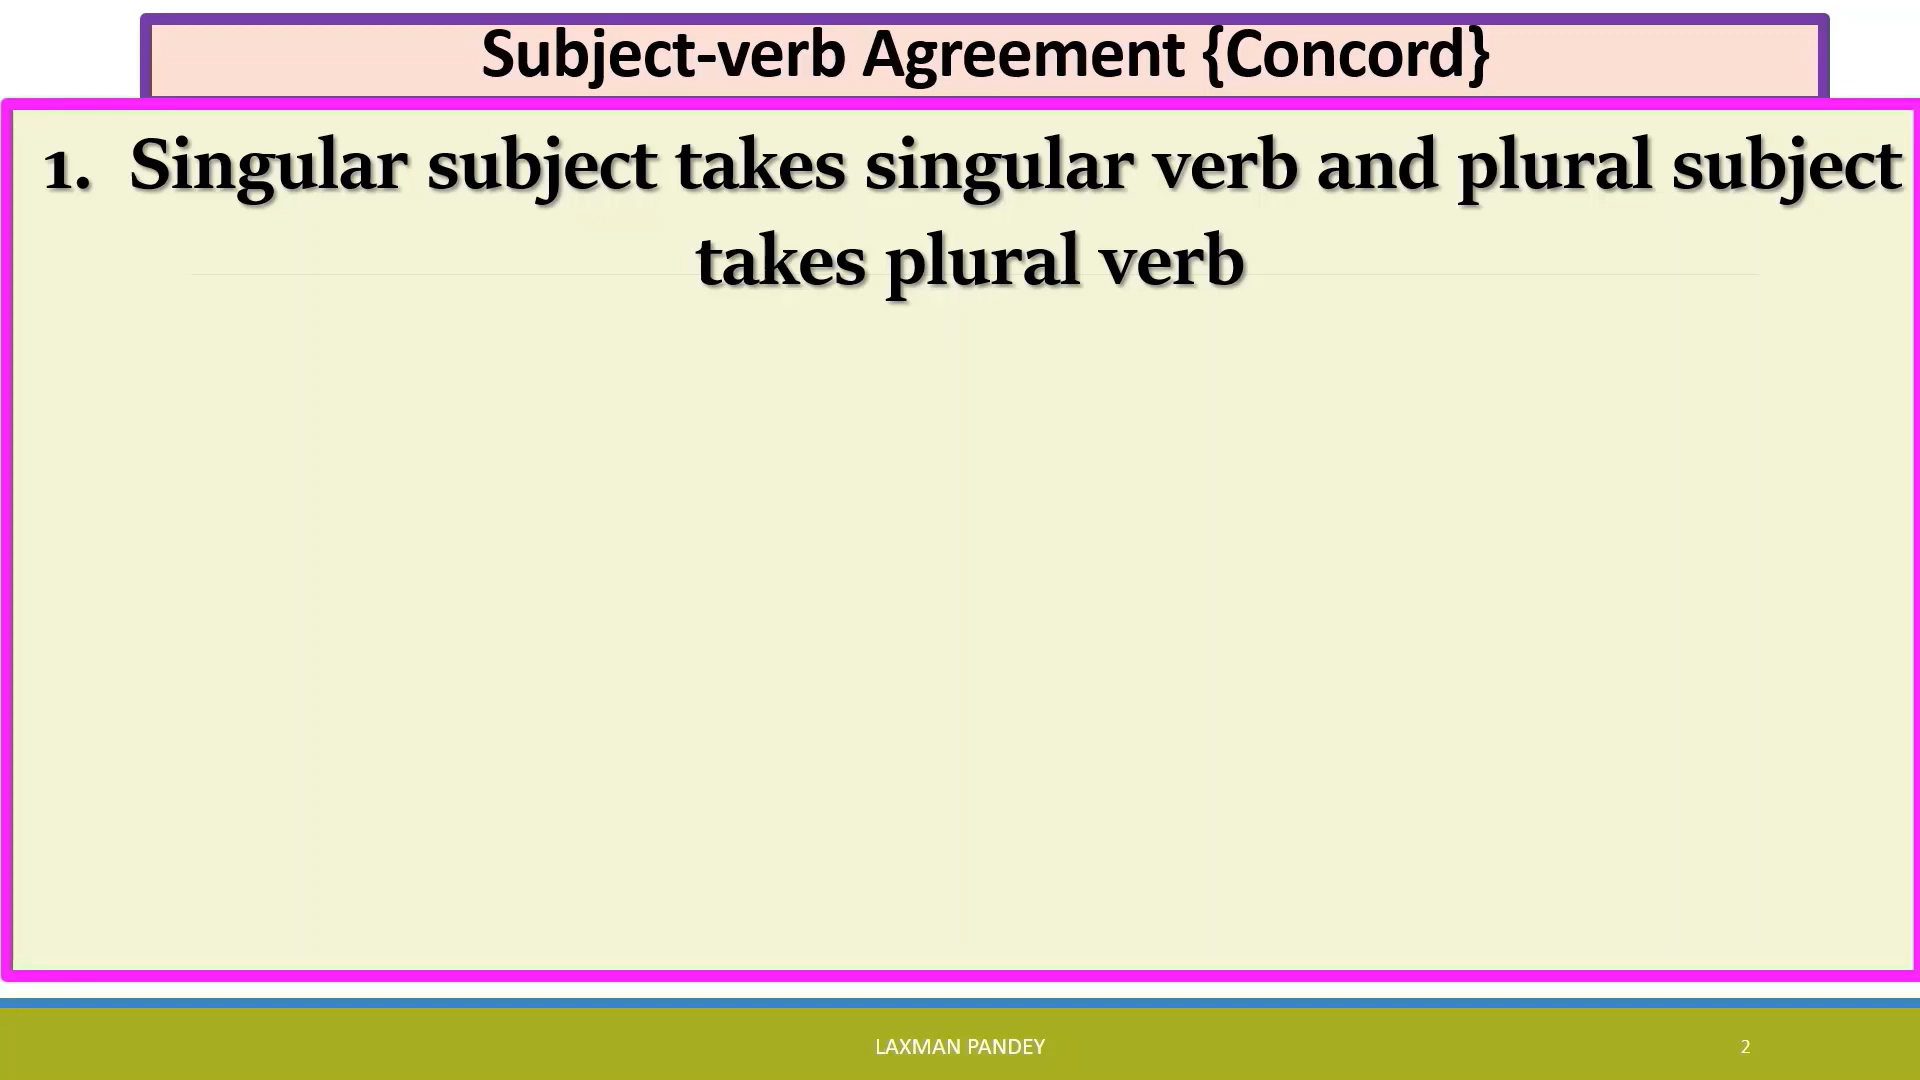 Subject-verb Agreement {Concord}
1. Singular subject takes singular verb and plural subject
takes plural verb
LAXMAN PANDEY
2